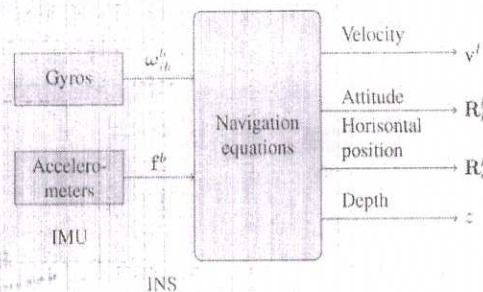 Gyros
Accelero-
meters
IMU
f^b
Navigation
equations
Velocity
Attitude
Horisontal
position
Depth
z
INS